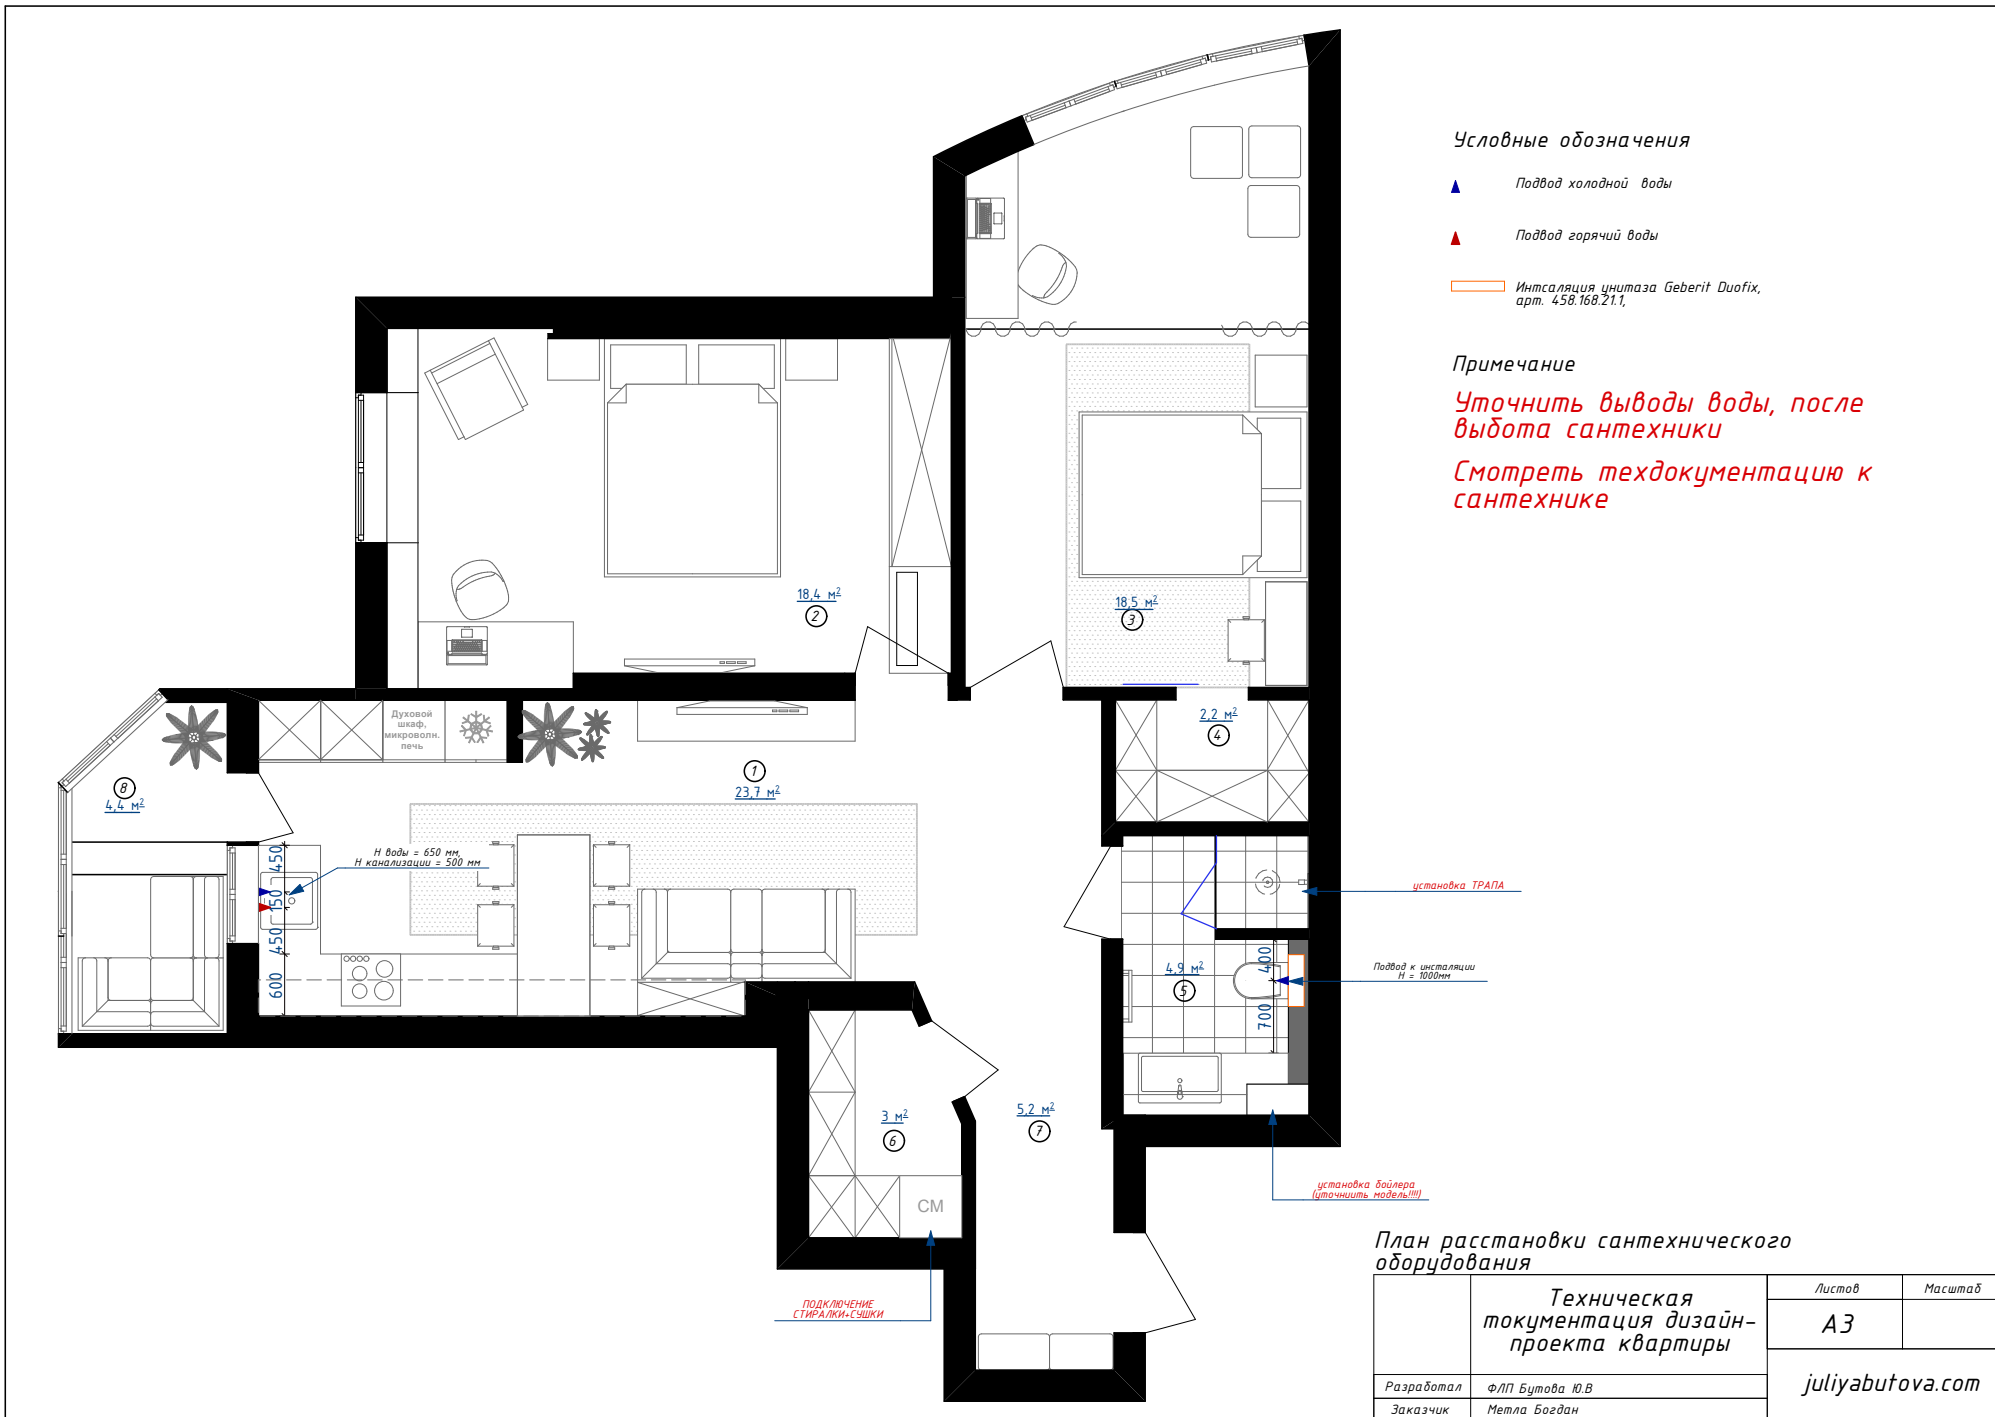 Условные обозначения
Подвод холодной воды
Подвод горячий воды
Интсаляция унитаза Geberit Duofix,
арт. 458.168.21.1,
Примечание
Уточнить выводы воды, после
выбота сантехники
Смотреть техдокументацию к
сантехнике
18,4 м²
2
18,5 м²
3
Духовой
шкаф,
микроволн.
печь
2,2 м²
4
1
23,7 м²
8
4,4 м²
H воды = 650 мм,
H канализации = 500 мм
450
150
450
600
установка ТРАПА
4,9 м²
5
400
700
Подвод к инсталяции
H = 1000мм
3 м²
6
5,2 м²
7
СМ
установка бойлера
(уточниить модель!!!!)
ПОДКЛЮЧЕНИЕ
СТИРАЛКИ+СУШКИ
План расстановки сантехнического
оборудования
Техническая
токументация дизайн-
проекта квартиры
Листов
Масштаб
А3
Разработал
ФЛП Бутова Ю.В
Заказчик
Метла Богдан
juliyabutova.com